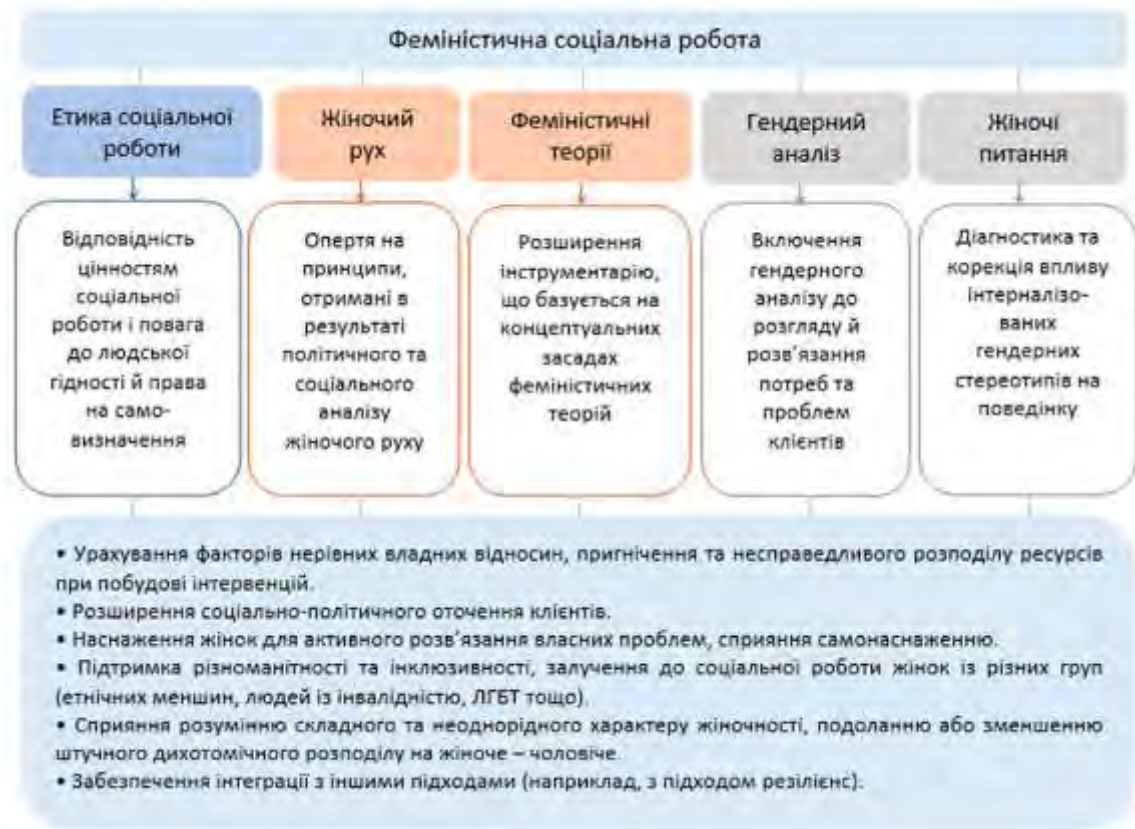 Феміністична соціальна робота
Етика соціальної
роботи
Жіночий
рух
Феміністичні
теорії
Гендерний
аналіз
Жіночі
питання
Відповідність
цінностям
соціальної
роботи і повага
до людської
гідності й права
на само-
визначення
Опертя на
принципи,
отримані в
результаті
політичного та
соціального
аналізу
жіночого руху
Розширення
інструментарію,
що базується на
концептуальних
засадах
феміністичних
теорій
Включення
гендерного
аналізу до
розгляду й
розв’язання
потреб та
проблем
клієнтів
Діагностика та
корекція впливу
інтерналізо-
ваних
гендерних
стереотипів на
поведінку
• Урахування факторів нерівних владних відносин, пригнічення та несправедливого розподілу ресурсів
при побудові інтервенцій.
• Розширення соціально-політичного оточення клієнтів.
• Наснаження жінок для активного розв’язання власних проблем, сприяння самонаснаженню.
• Підтримка різноманітності та інклюзивності, залучення до соціальної роботи жінок із різних груп
(етнічних меншин, людей із інвалідністю, ЛГБТ тощо).
• Сприяння розумінню складного та неоднорідного характеру жіночності, подоланню або зменшенню
штучного дихотомічного розподілу на жіноче – чоловіче.
• Забезпечення інтеграції з іншими підходами (наприклад, з підходом резілієнс).